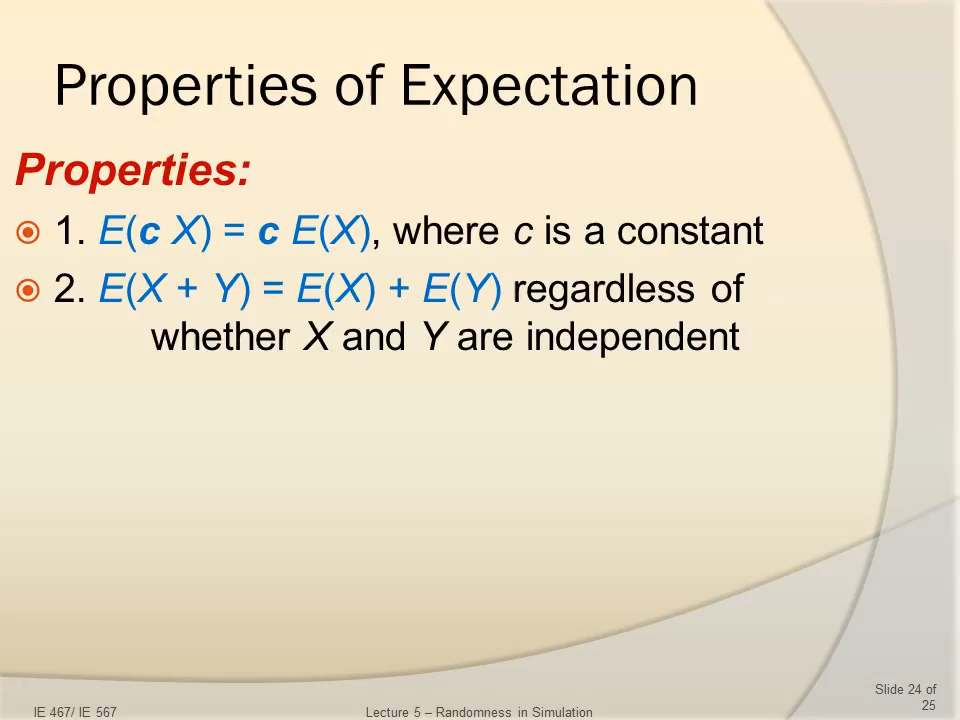 Properties of Expectation
Properties:
1. E(c X) = c E(X), where c is a constant
2. E(X + Y) = E(X) + E(Y) regardless of
whether X and Y are independent
Slide 24 of
25
IE 467/ IE 567
Lecture 5 – Randomness in Simulation